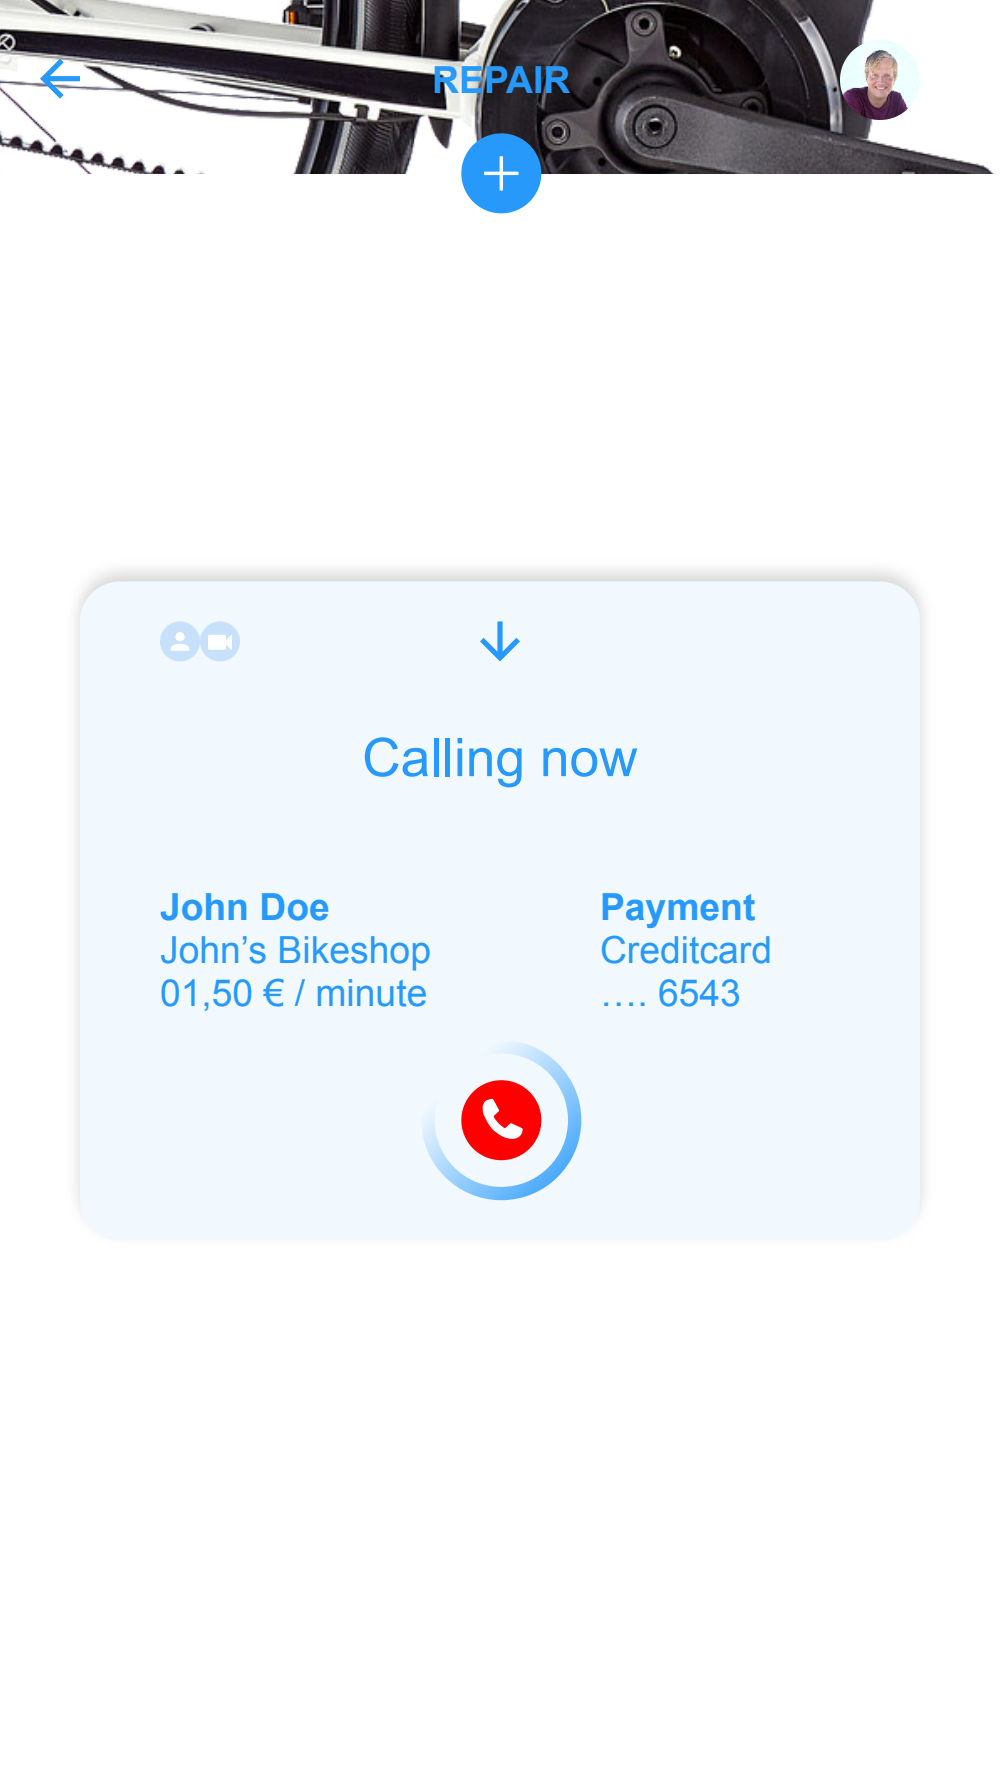 REPAIR
Calling now
John Doe
John’s Bikeshop
01,50 € / minute
Payment
Creditcard
.... 6543